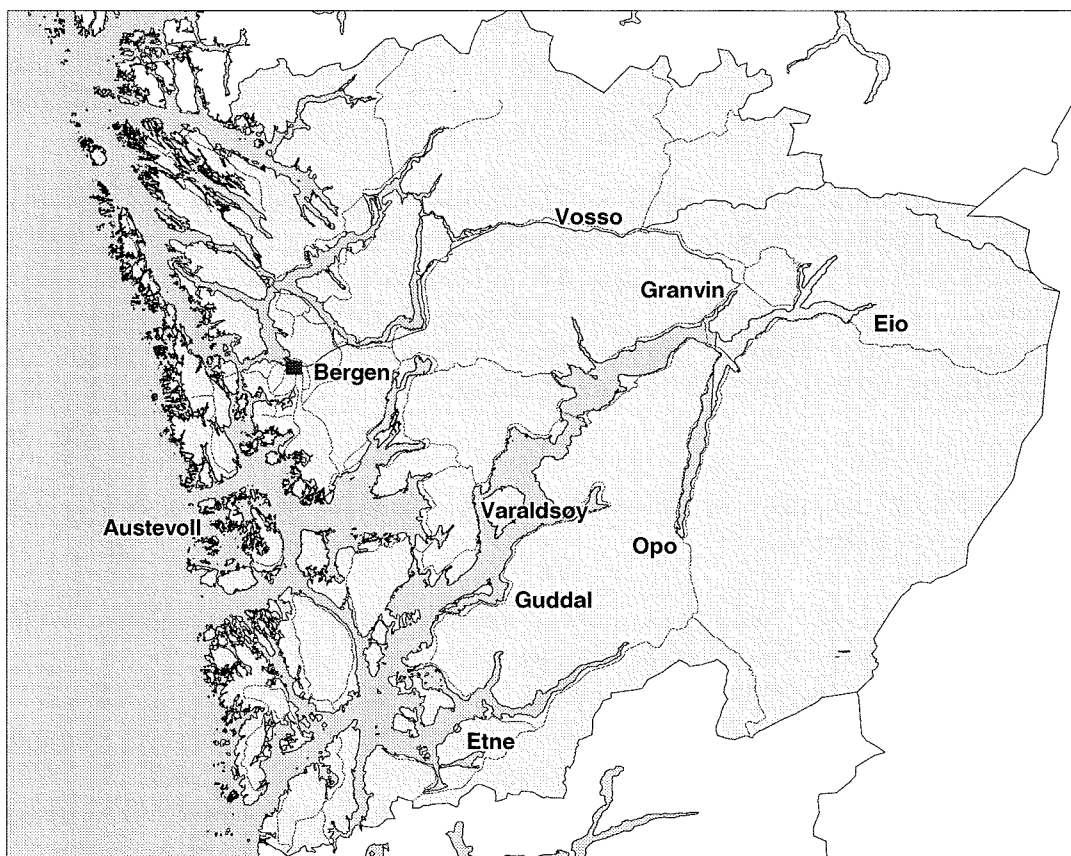 Vosso
Granvin
Eio
Bergen
Varaldsøy
Austevoll
Opo
Guddal
Etne